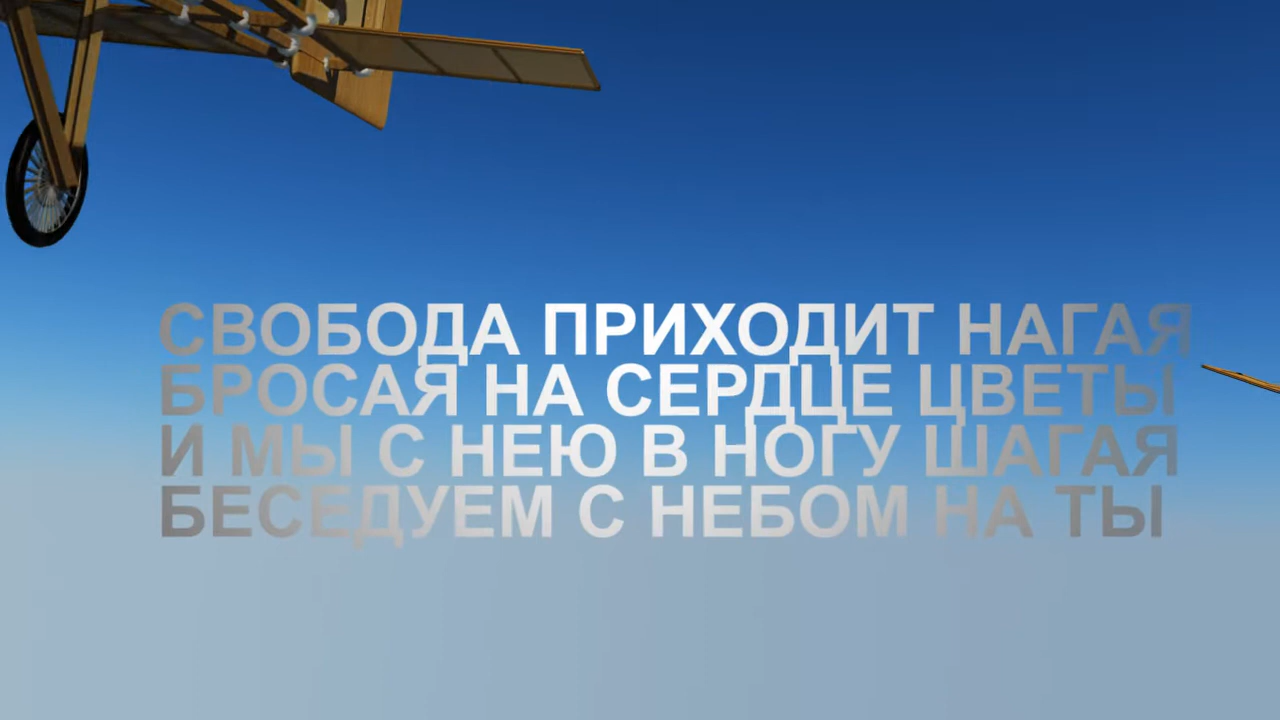 СВОБОДА ПРИХОДИТ НАГАЯ
БРОСАЯ НА СЕРДЦЕ ЦВЕТЫ
И МЫ С НЕЮ В НОГУ ШАГАЯ
БЕСЕДУЕМ С НЕБОМ НА ТЫ